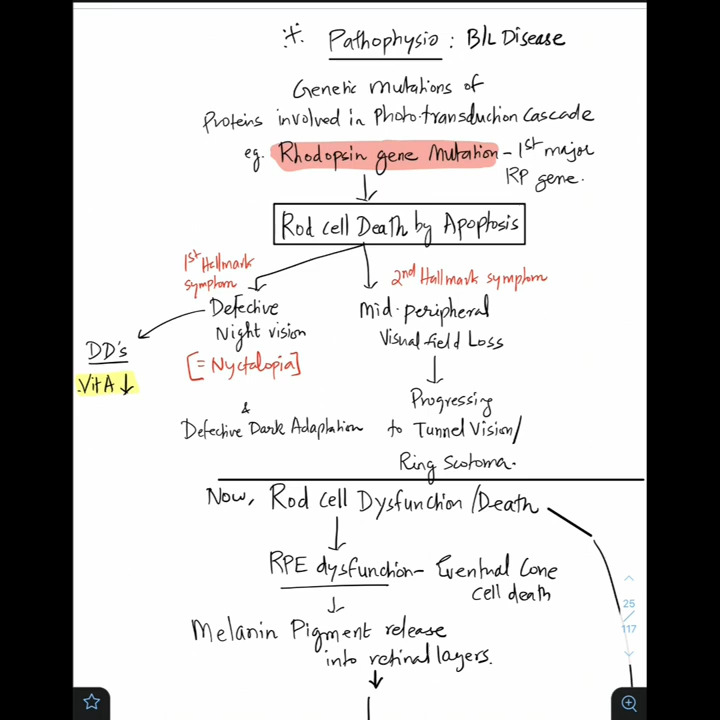 * Pathophysio : B/L Disease
Genetic mutations of
Proteins involved in Photo.transduction Cascade
eg. Rhodopsin gene Mutation - 1st major
RP gene.
Rod cell Death by Apoptosis
1st Hallmark
symptom
Defective
Night vision
[= Nyctalopia]
&
Defective Dark Adaptation
DD's
Vit A ↓
2nd Hallmark symptom
Mid-peripheral
Visual field Loss
Progressing
to Tunnel Vision/
Ring Scotoma.
Now, Rod cell Dysfunction/Death
RPE dysfunction - Eventual Cone
cell death
Melanin Pigment release
into retinal layers.
25
117